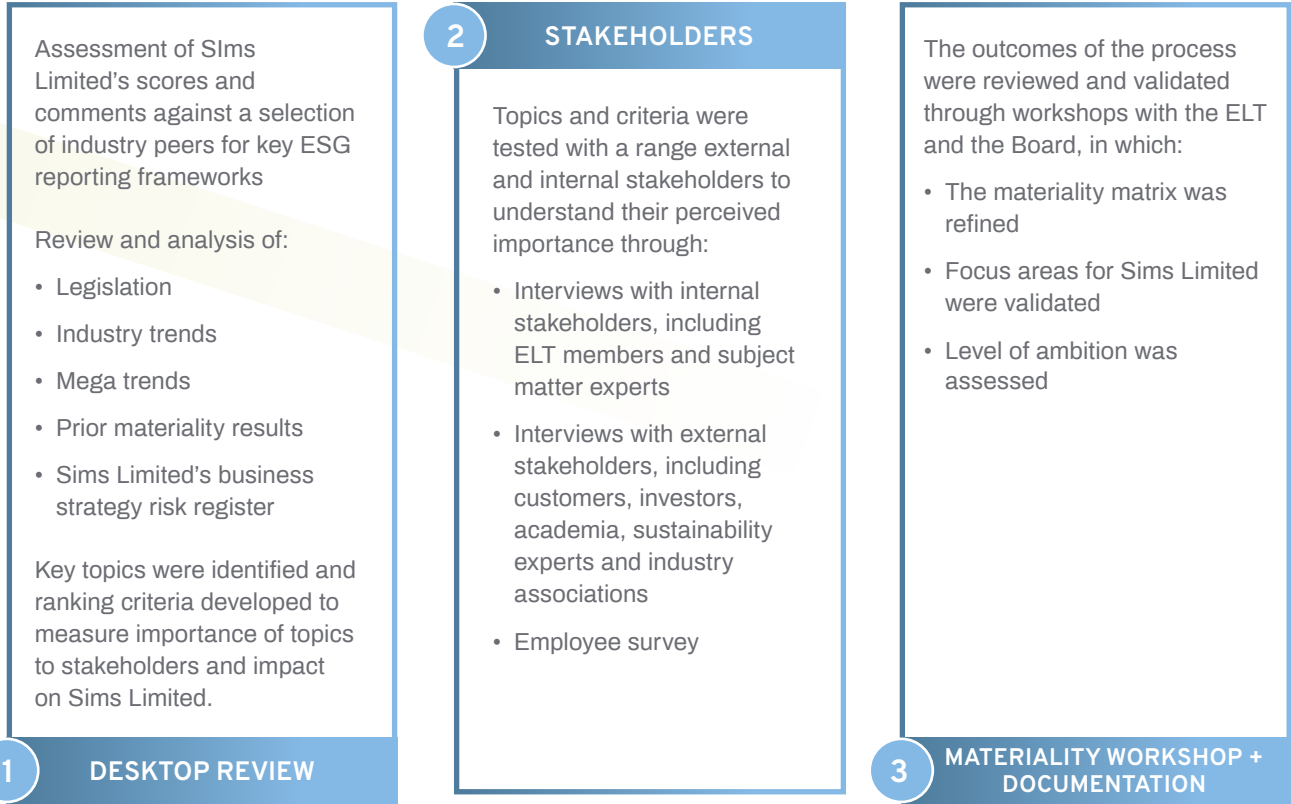 Assessment of SIms
Limited's scores and
comments against a selection
of industry peers for key ESG
reporting frameworks
Review and analysis of:
• Legislation
• Industry trends
• Mega trends
• Prior materiality results
• Sims Limited's business
strategy risk register
Key topics were identified and
ranking criteria developed to
measure importance of topics
to stakeholders and impact
on Sims Limited.
1 DESKTOP REVIEW
2 STAKEHOLDERS
Topics and criteria were
tested with a range external
and internal stakeholders to
understand their perceived
importance through:
• Interviews with internal
stakeholders, including
ELT members and subject
matter experts
• Interviews with external
stakeholders, including
customers, investors,
academia, sustainability
experts and industry
associations
• Employee survey
The outcomes of the process
were reviewed and validated
through workshops with the ELT
and the Board, in which:
• The materiality matrix was
refined
• Focus areas for Sims Limited
were validated
• Level of ambition was
assessed
3 MATERIALITY WORKSHOP +
DOCUMENTATION